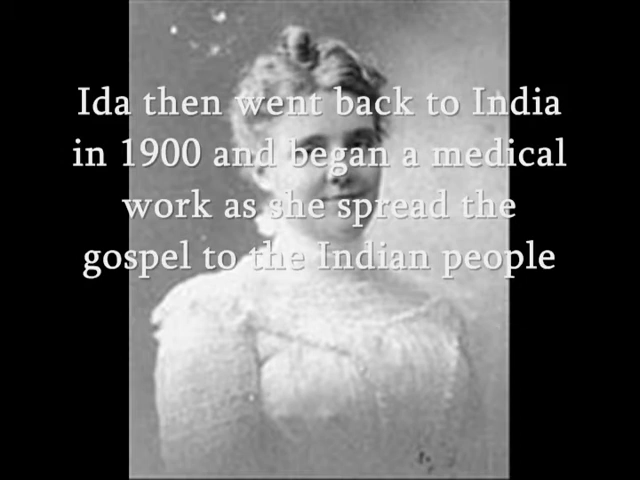 Ida then went back to India
in 1900 and began a medical
work as she spread the
gospel to the Indian people